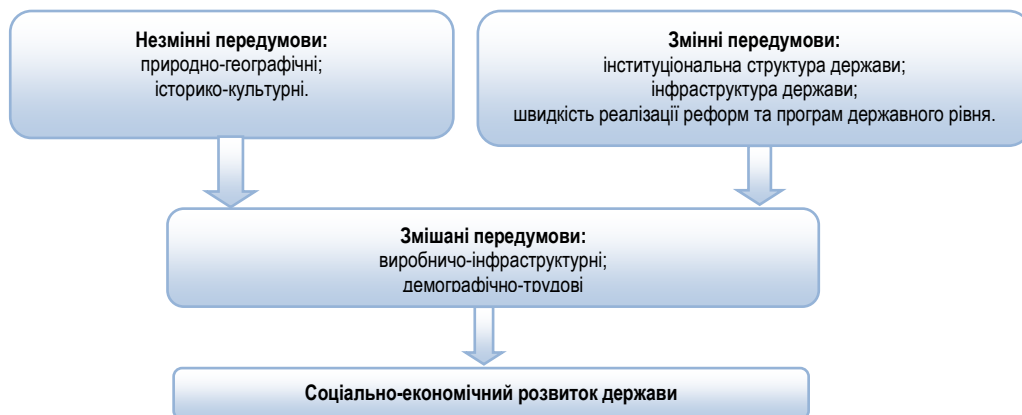 Незмінні передумови:
природно-географічні;
історико-культурні.
Змінні передумови:
інституціональна структура держави;
інфраструктура держави;
швидкість реалізації реформ та програм державного рівня.
Змішані передумови:
виробничо-інфраструктурні;
демографічно-трудові
Соціально-економічний розвиток держави